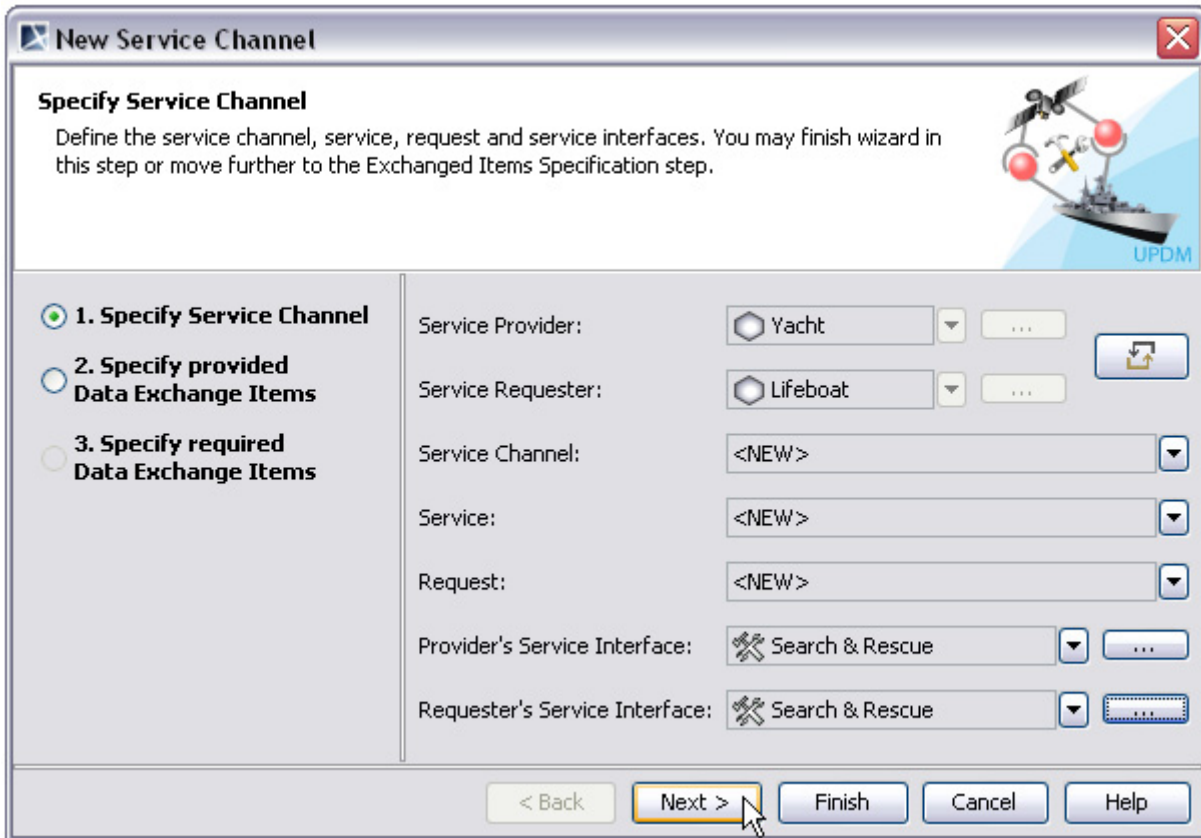 New Service Channel
Specify Service Channel
Define the service channel, service, request and service interfaces. You may finish wizard in
this step or move further to the Exchanged Items Specification step.
UPDM
1. Specify Service Channel
2. Specify provided
Data Exchange Items
3. Specify required
Data Exchange Items
Service Provider: Yacht ...
Service Requester: Lifeboat ...
Service Channel: <NEW>
Service: <NEW>
Request: <NEW>
Provider's Service Interface: Search & Rescue ...
Requester's Service Interface: Search & Rescue ...
< Back Next > Finish Cancel Help